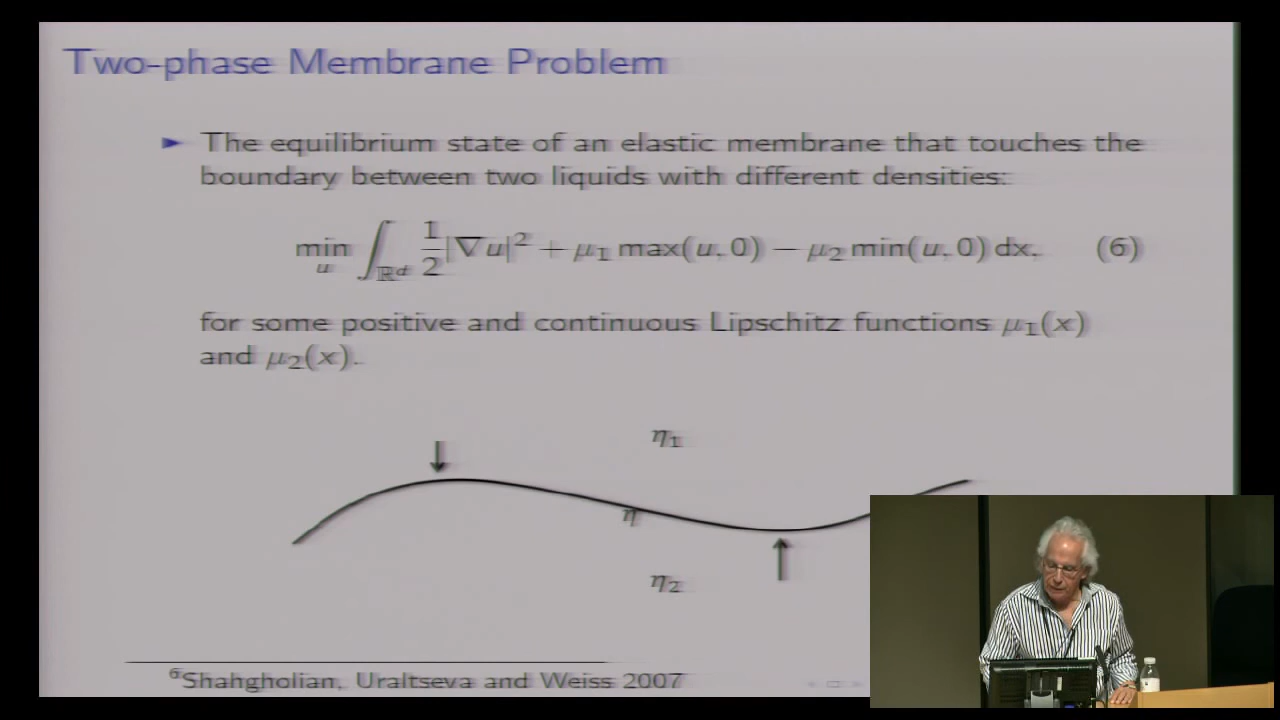 Two-phase Membrane Problem
► The equilibrium state of an elastic membrane that touches the
boundary between two liquids with different densities:
min_u ∫_{ℝ^d} 1/2 |∇u|² + μ₁ max(u, 0) − μ₂ min(u, 0) dx, (6)
for some positive and continuous Lipschitz functions μ₁(x)
and μ₂(x).
η₁
η
η₂
⁶Shahgholian, Uraltseva and Weiss 2007